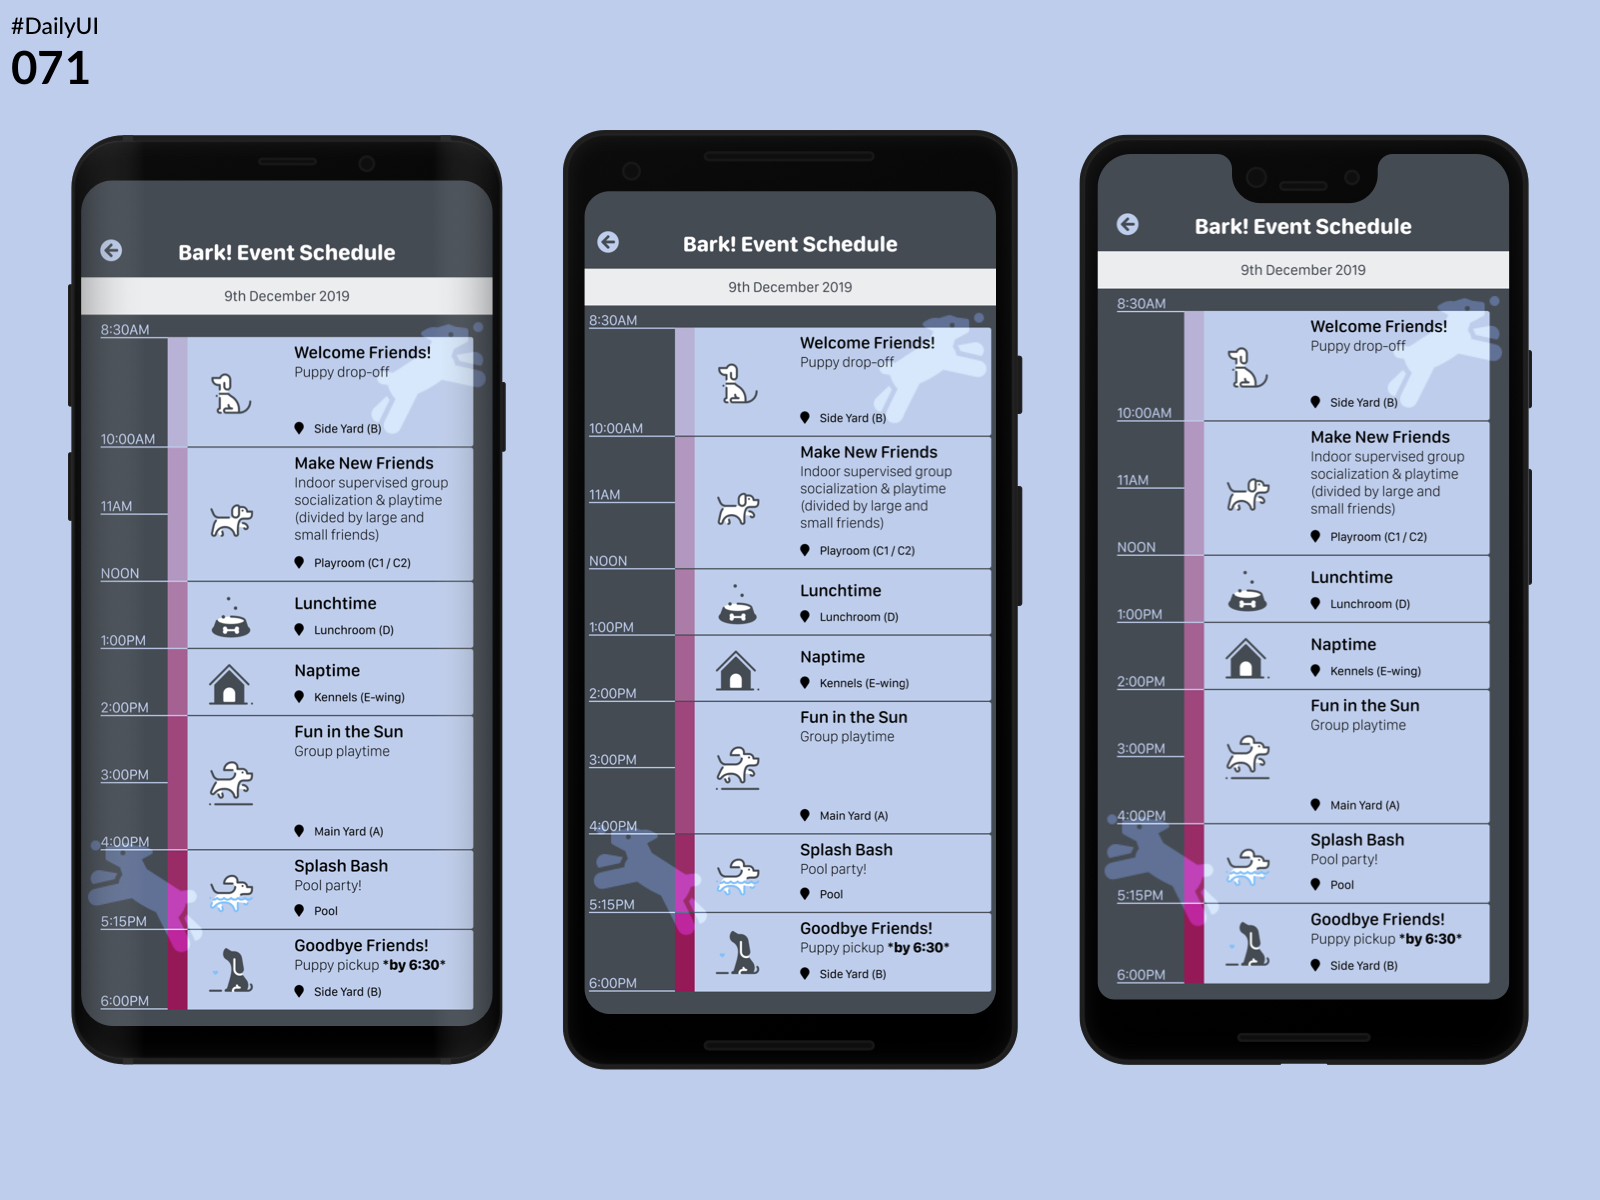 #DailyUI
071
Bark! Event Schedule
9th December 2019
8:30AM
Welcome Friends!
Puppy drop-off
Side Yard (B)
10:00AM
Make New Friends
Indoor supervised group
socialization & playtime
(divided by large and
small friends)
11AM
Playroom (C1 / C2)
NOON
Lunchtime
Lunchroom (D)
1:00PM
Naptime
Kennels (E-wing)
2:00PM
Fun in the Sun
Group playtime
3:00PM
Main Yard (A)
4:00PM
Splash Bash
Pool party!
Pool
5:15PM
Goodbye Friends!
Puppy pickup *by 6:30*
Side Yard (B)
6:00PM
Bark! Event Schedule
9th December 2019
8:30AM
Welcome Friends!
Puppy drop-off
Side Yard (B)
10:00AM
Make New Friends
Indoor supervised group
socialization & playtime
(divided by large and
small friends)
11AM
Playroom (C1 / C2)
NOON
Lunchtime
Lunchroom (D)
1:00PM
Naptime
Kennels (E-wing)
2:00PM
Fun in the Sun
Group playtime
3:00PM
Main Yard (A)
4:00PM
Splash Bash
Pool party!
Pool
5:15PM
Goodbye Friends!
Puppy pickup *by 6:30*
Side Yard (B)
6:00PM
Bark! Event Schedule
9th December 2019
8:30AM
Welcome Friends!
Puppy drop-off
Side Yard (B)
10:00AM
Make New Friends
Indoor supervised group
socialization & playtime
(divided by large and
small friends)
11AM
Playroom (C1 / C2)
NOON
Lunchtime
Lunchroom (D)
1:00PM
Naptime
Kennels (E-wing)
2:00PM
Fun in the Sun
Group playtime
3:00PM
Main Yard (A)
4:00PM
Splash Bash
Pool party!
Pool
5:15PM
Goodbye Friends!
Puppy pickup *by 6:30*
Side Yard (B)
6:00PM